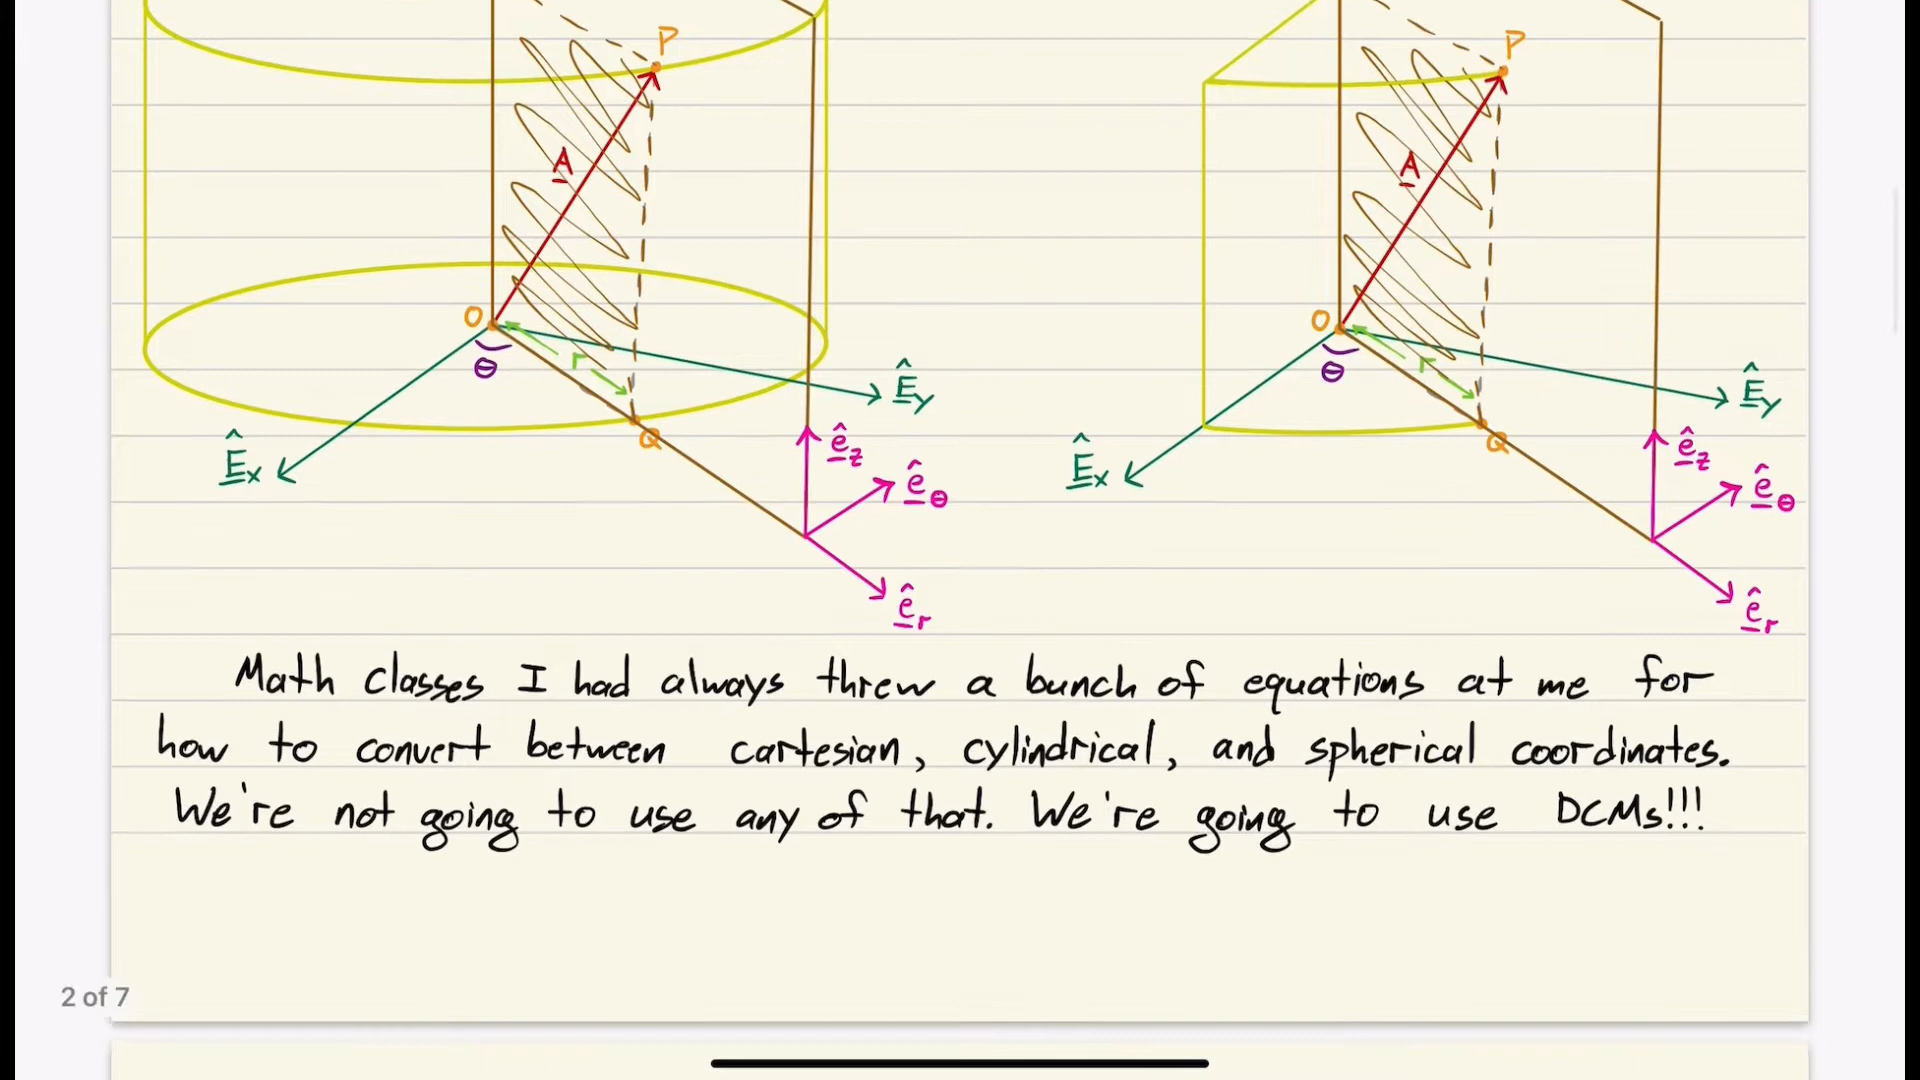 P P
A A
O O
r r
θ θ
Êy Êy
Q Q
êz êz
Êx Êx
êθ êθ
êr êr
Math classes I had always threw a bunch of equations at me for
how to convert between cartesian, cylindrical, and spherical coordinates.
We're not going to use any of that. We're going to use DCMs!!!
2 of 7